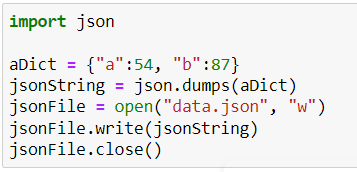 import json
aDict = {"a":54, "b":87}
jsonString = json.dumps(aDict)
jsonFile = open("data.json", "w")
jsonFile.write(jsonString)
jsonFile.close()